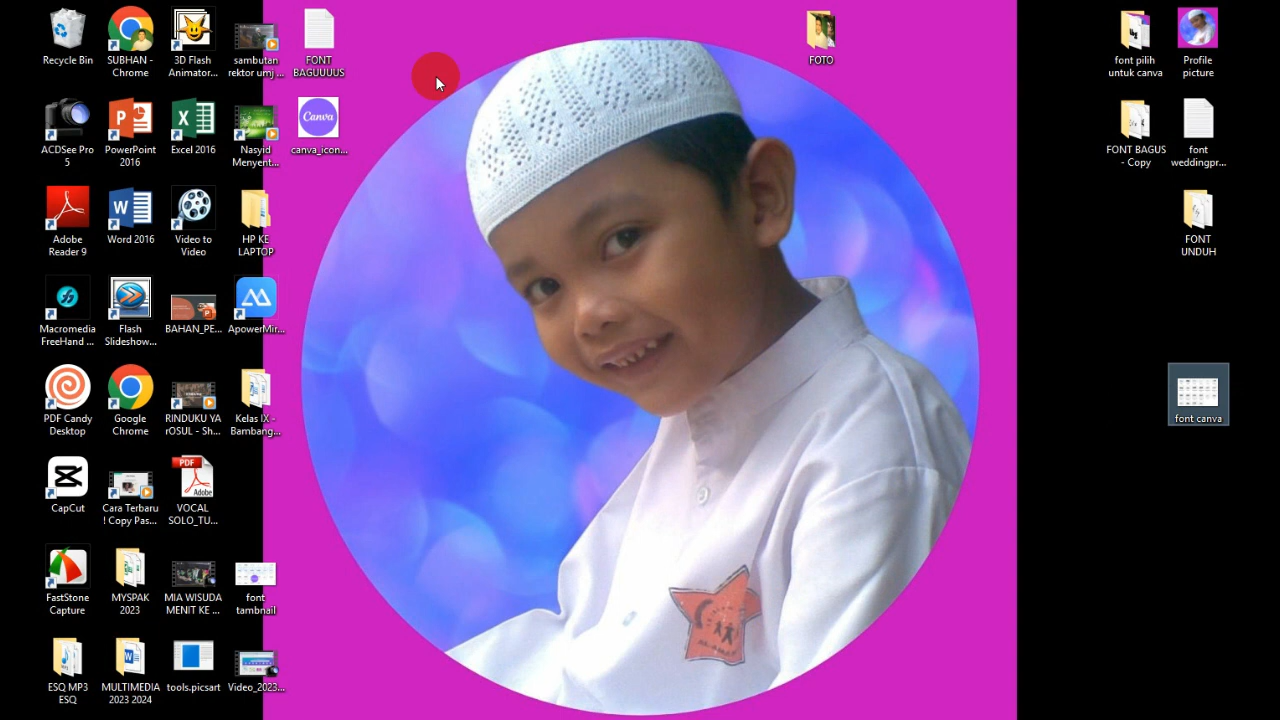 Recycle Bin
SUBHAN - Chrome
3D Flash Animator...
sambutan rektor umj ...
FONT BAGUUUUS
FOTO
font pilih untuk canva
Profile picture
ACDSee Pro 5
PowerPoint 2016
Excel 2016
Nasyid Menyent...
Canva
canva_icon...
FONT BAGUS - Copy
font weddingpr...
Adobe Reader 9
Word 2016
Video to Video
HP KE LAPTOP
FONT UNDUH
Macromedia FreeHand ...
Flash Slideshow...
BAHAN_PE...
ApowerMir...
PDF Candy Desktop
Google Chrome
RINDUKU YA rOSUL - Sh...
Kelas IX - Bambang...
font canva
CapCut
Cara Terbaru ! Copy Pas...
PDF
Adobe
VOCAL SOLO_TU...
FastStone Capture
MYSPAK 2023
MIA WISUDA MENIT KE ...
font tambnail
ESQ MP3 ESQ
MULTIMEDIA 2023 2024
tools.picsart
Video_2023...